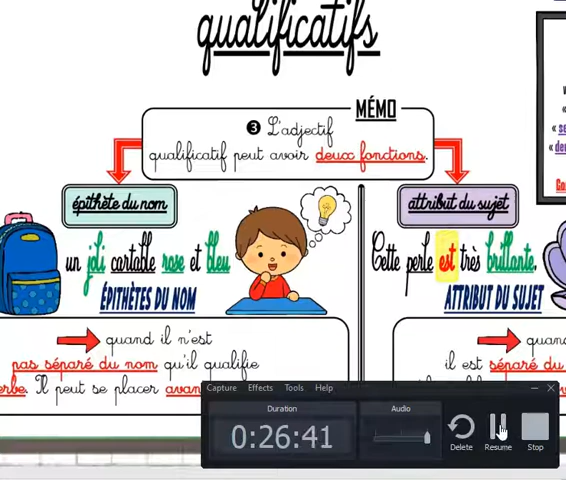 qualificatifs
MÉMO
❸ L'adjectif
qualificatif peut avoir deux fonctions.
épithète du nom
un joli cartable rose et bleu
ÉPITHÈTES DU NOM
quand il n'est
pas séparé du nom qu'il qualifie
Il peut se placer
attribut du sujet
Cette perle est très brillante.
ATTRIBUT DU SUJET
il est séparé du
Capture Effects Tools Help
Duration
0:26:41
Audio
Delete
Resume
Stop